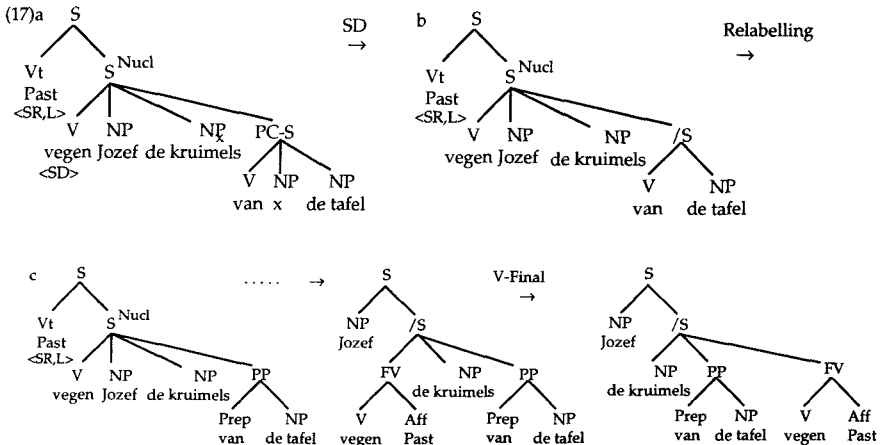 (17)a S SD → b S Relabelling →
Vt S Nucl Vt S Nucl
Past Past
<SR,L> <SR,L>
V NP NPx PC-S V NP NP /S
vegen Jozef de kruimels vegen Jozef de kruimels
<SD> V NP NP V NP
van x de tafel van de tafel
c S ..... → S V-Final → S
Vt S Nucl NP /S NP /S
Past Jozef Jozef
<SR,L>
V NP NP PP FV NP PP NP PP FV
vegen Jozef de kruimels de kruimels de kruimels
Prep NP V Aff Prep NP Prep NP V Aff
van de tafel vegen Past van de tafel van de tafel vegen Past